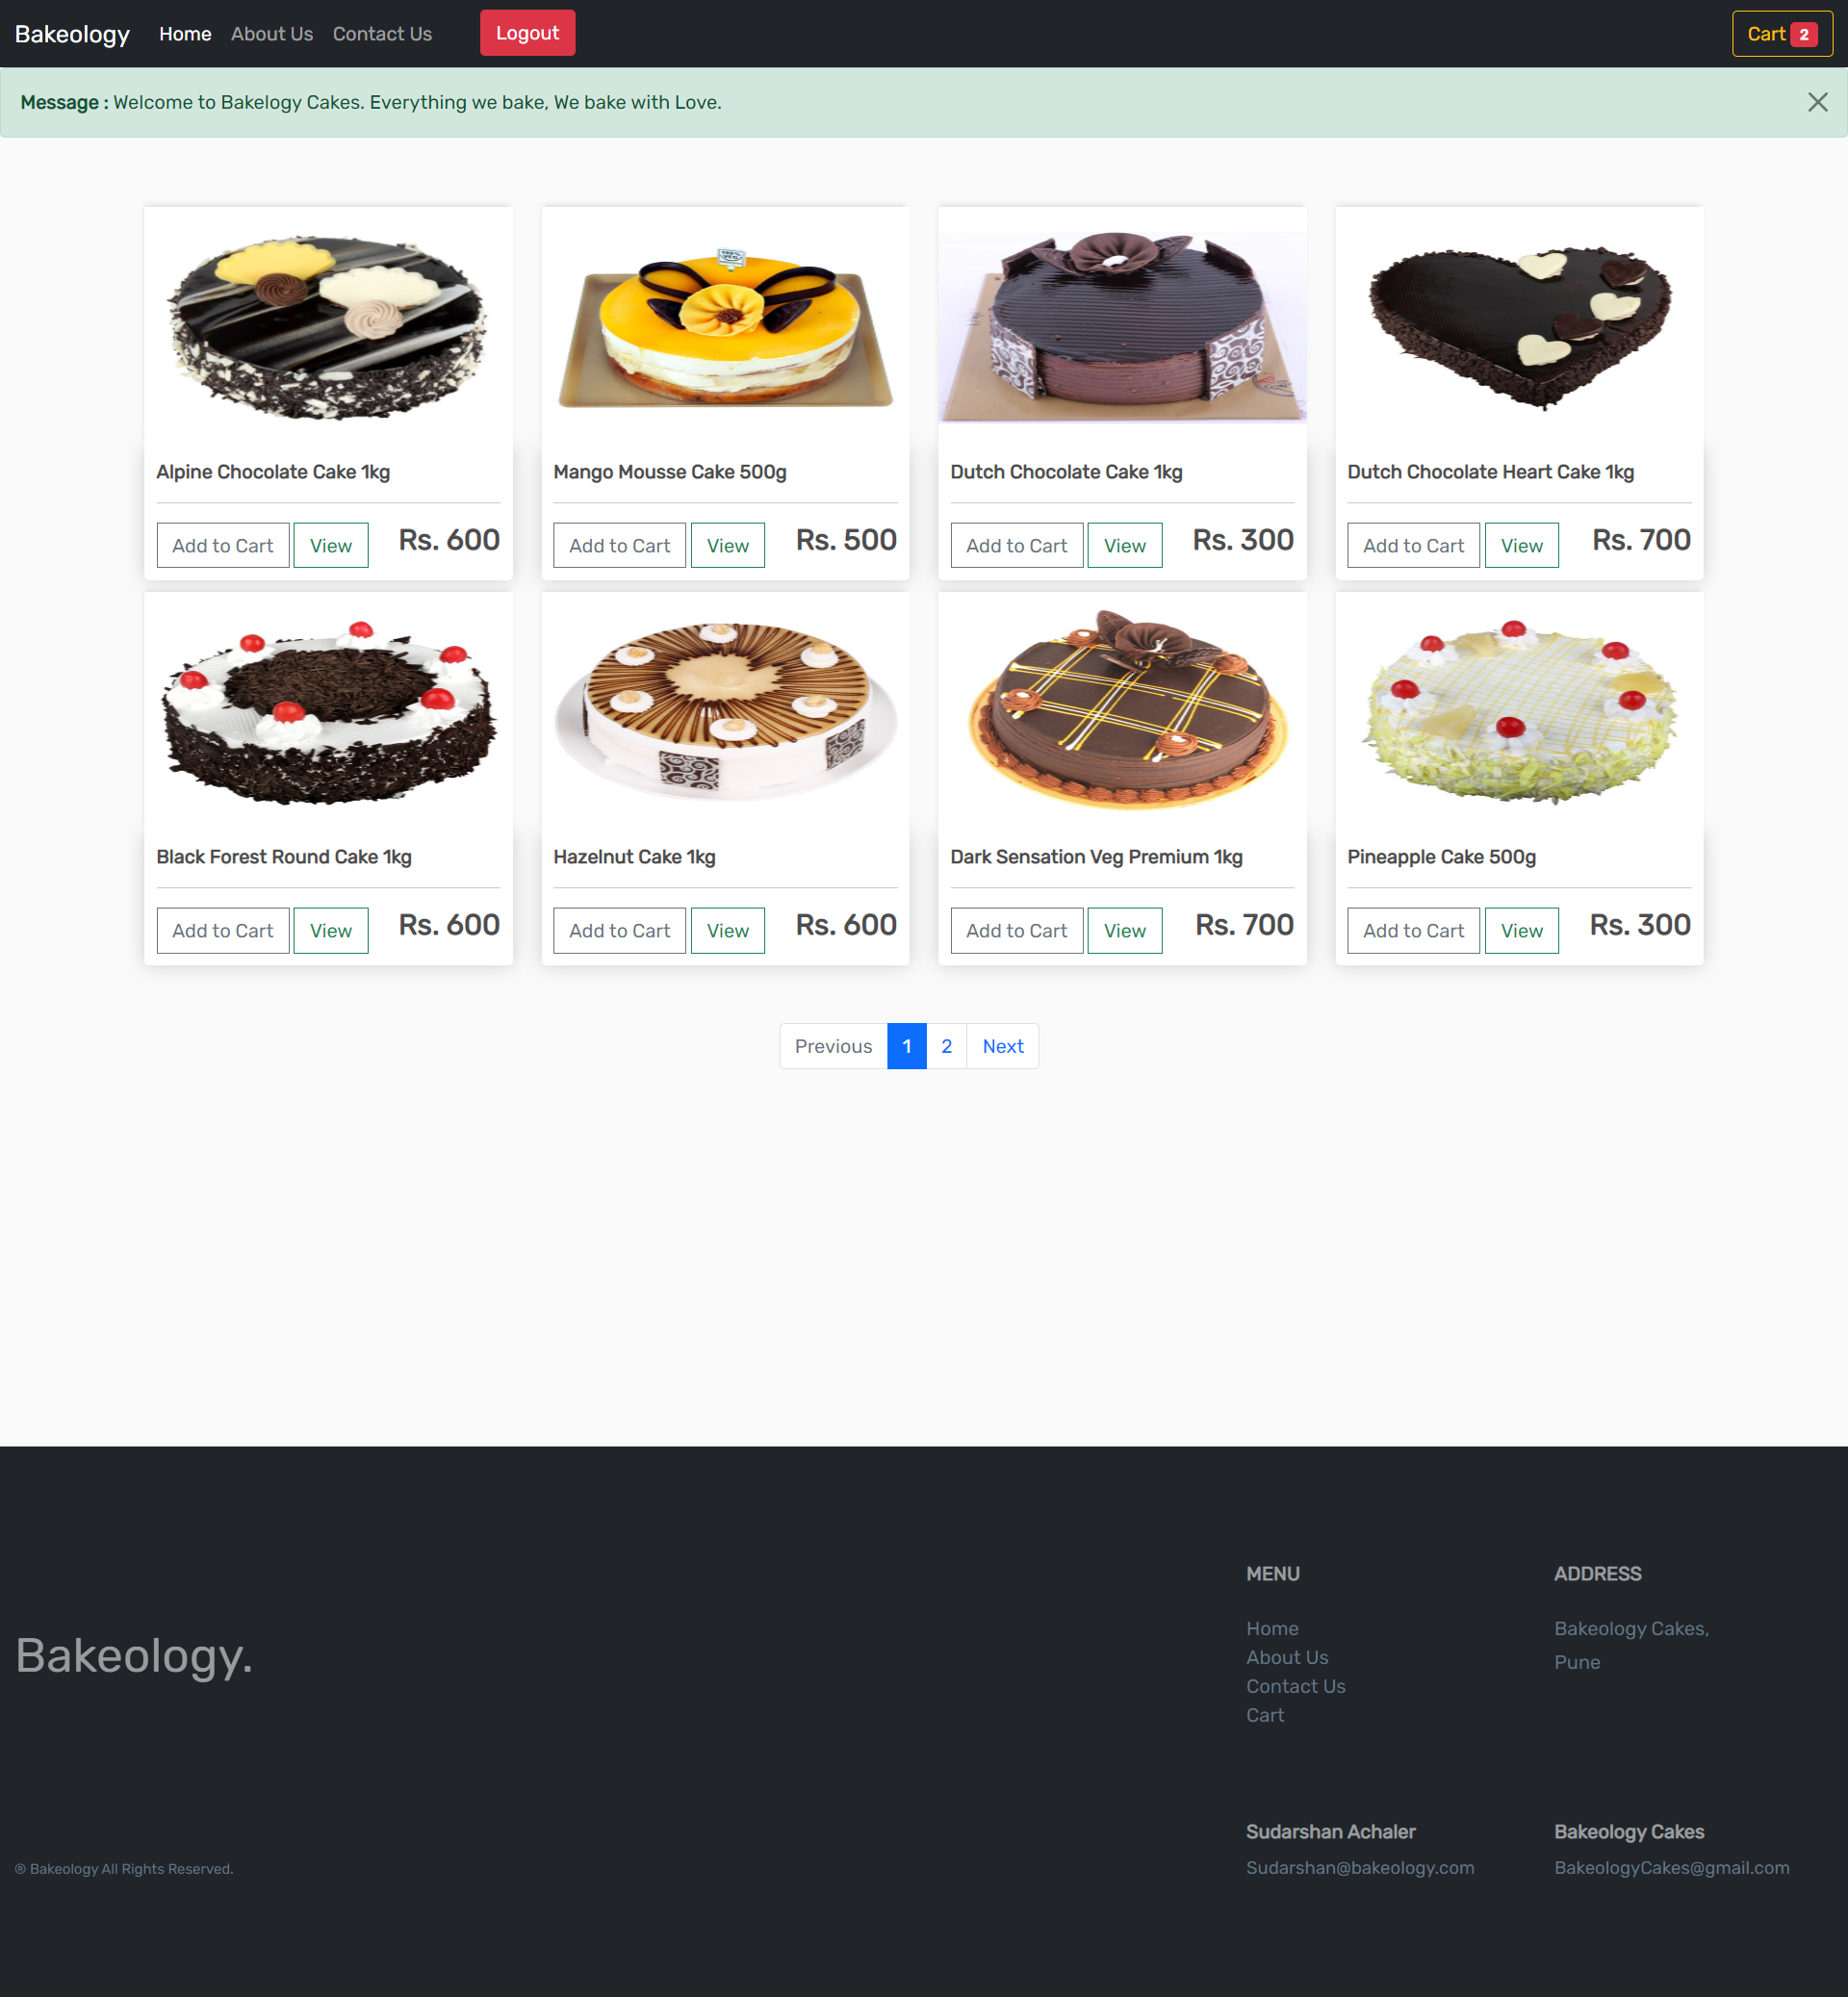 Bakeology Home About Us Contact Us Logout Cart 2
Message : Welcome to Bakelogy Cakes. Everything we bake, We bake with Love.
Alpine Chocolate Cake 1kg
Add to Cart View Rs. 600
Mango Mousse Cake 500g
Add to Cart View Rs. 500
Dutch Chocolate Cake 1kg
Add to Cart View Rs. 300
Dutch Chocolate Heart Cake 1kg
Add to Cart View Rs. 700
Black Forest Round Cake 1kg
Add to Cart View Rs. 600
Hazelnut Cake 1kg
Add to Cart View Rs. 600
Dark Sensation Veg Premium 1kg
Add to Cart View Rs. 700
Pineapple Cake 500g
Add to Cart View Rs. 300
Previous 1 2 Next
Bakeology.
MENU
Home
About Us
Contact Us
Cart
ADDRESS
Bakeology Cakes,
Pune
® Bakeology All Rights Reserved.
Sudarshan Achaler
Sudarshan@bakeology.com
Bakeology Cakes
BakeologyCakes@gmail.com